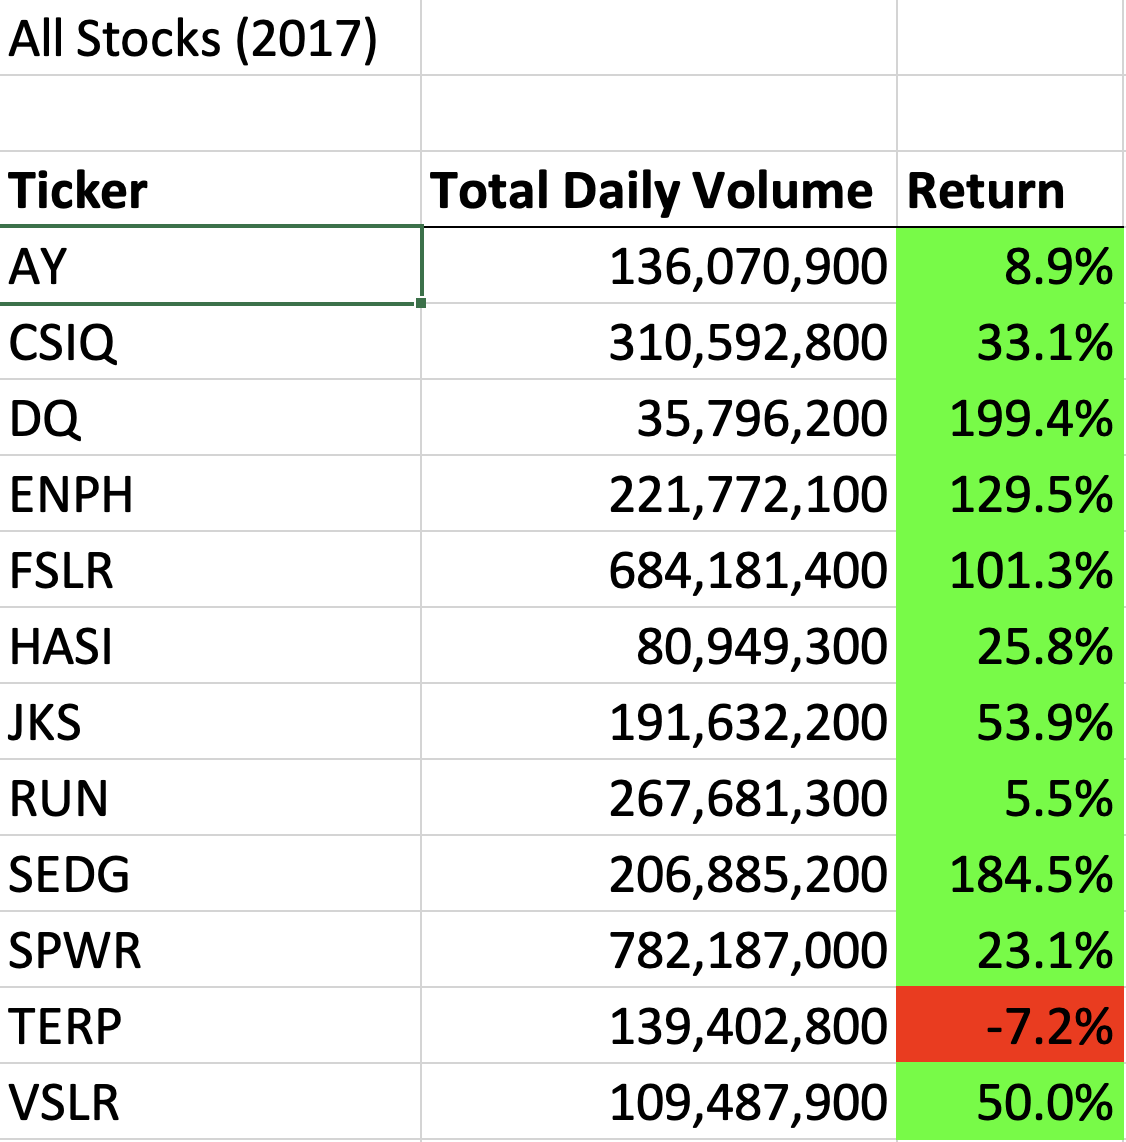 All Stocks (2017)
Ticker Total Daily Volume Return
AY 136,070,900 8.9%
CSIQ 310,592,800 33.1%
DQ 35,796,200 199.4%
ENPH 221,772,100 129.5%
FSLR 684,181,400 101.3%
HASI 80,949,300 25.8%
JKS 191,632,200 53.9%
RUN 267,681,300 5.5%
SEDG 206,885,200 184.5%
SPWR 782,187,000 23.1%
TERP 139,402,800 -7.2%
VSLR 109,487,900 50.0%